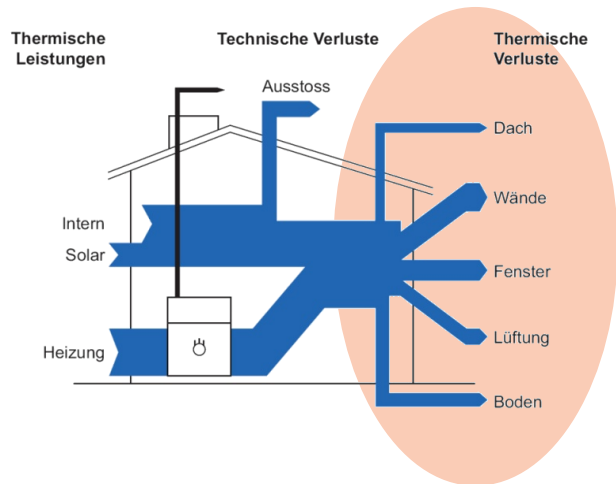 Thermische
Leistungen
Technische Verluste
Thermische
Verluste
Ausstoss
Dach
Intern
Wände
Solar
Fenster
Heizung
Lüftung
Boden